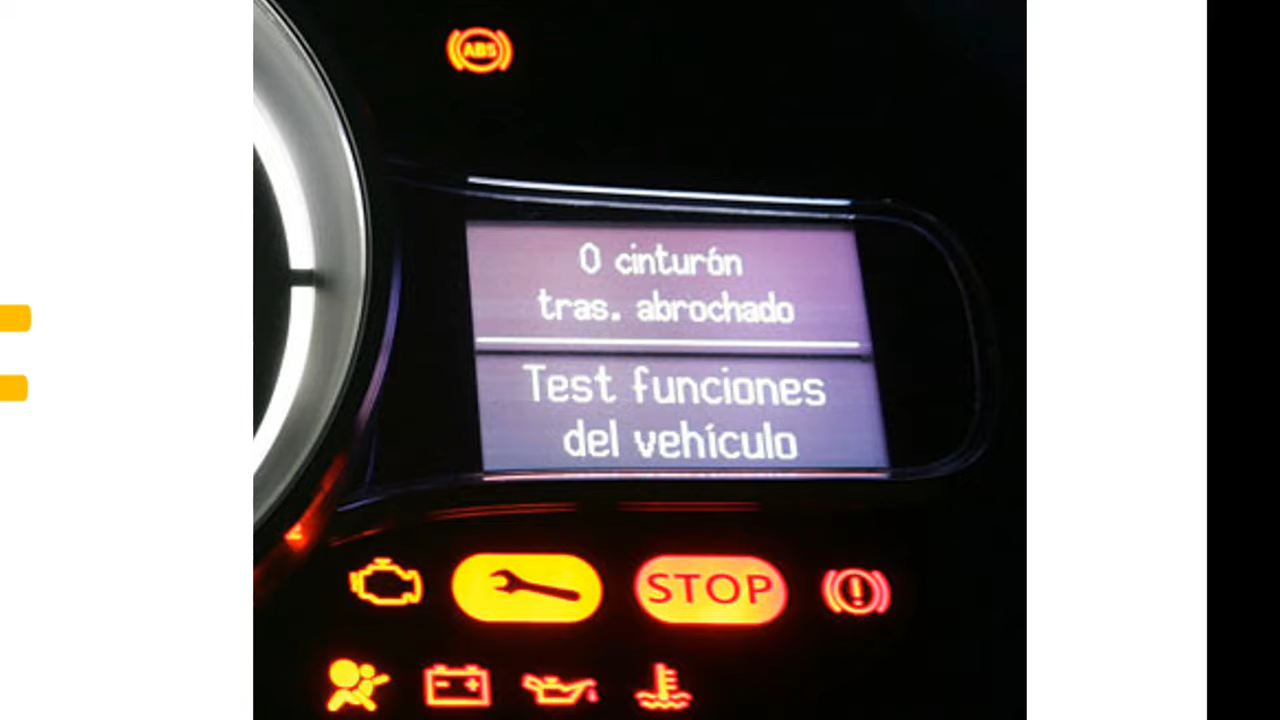 ABS
0 cinturón
tras. abrochado
Test funciones
del vehículo
STOP